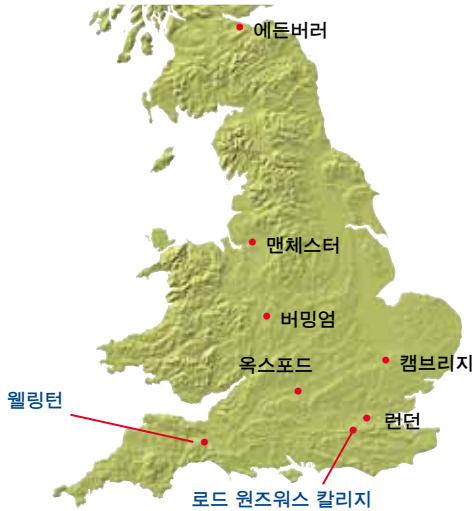 에든버러
맨체스터
버밍엄
옥스포드
캠브리지
웰링턴
런던
로드 원즈워스 칼리지